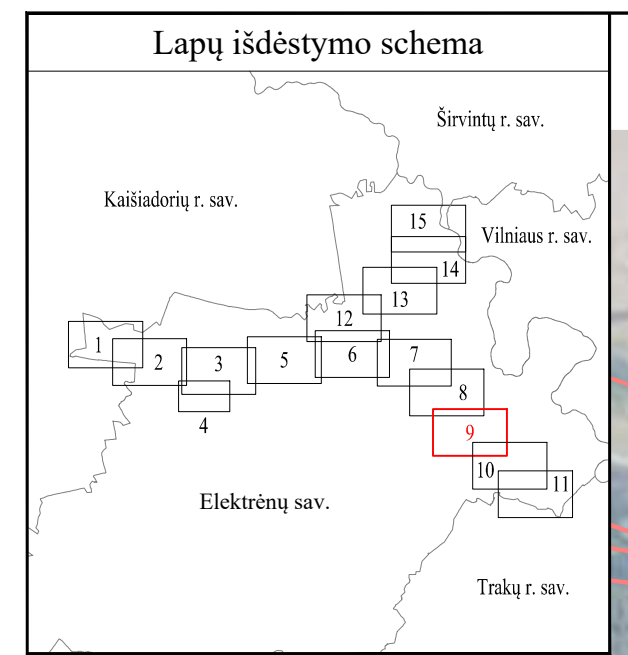 Lapų išdėstymo schema
Širvintų r. sav.
Kaišiadorių r. sav.
15
Vilniaus r. sav.
14
13
12
1
2
3
5
6
7
8
4
9
10
11
Elektrėnų sav.
Trakų r. sav.